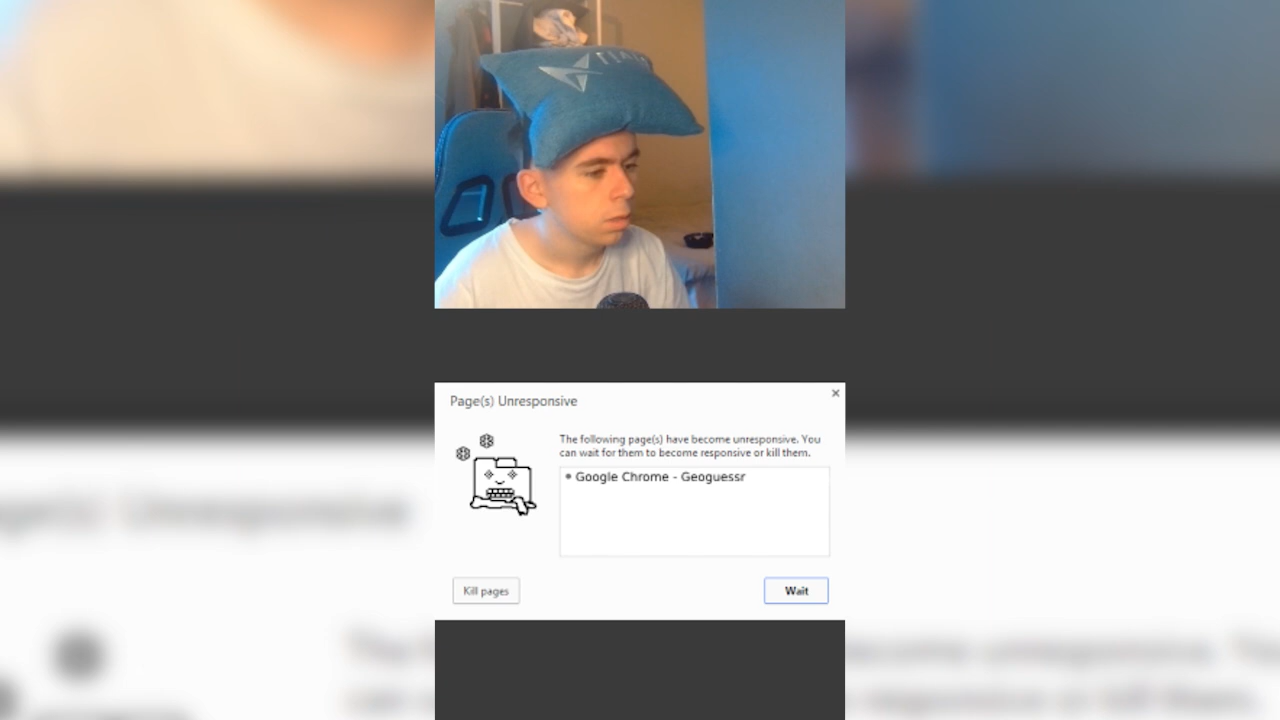 Page(s) Unresponsive
The following page(s) have become unresponsive. You
can wait for them to become responsive or kill them.
Google Chrome - Geoguessr
Kill pages
Wait